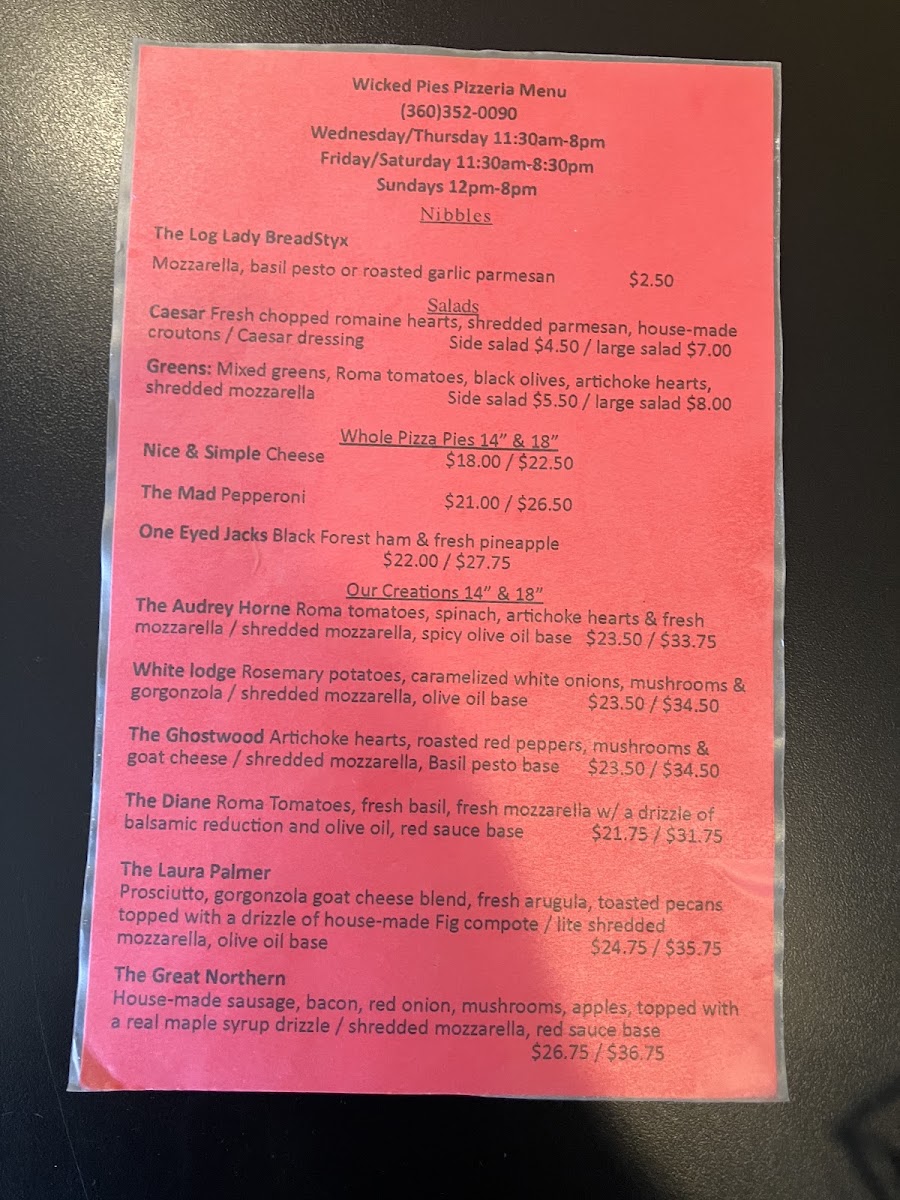 Wicked Pies Pizzeria Menu
(360)352-0090
Wednesday/Thursday 11:30am-8pm
Friday/Saturday 11:30am-8:30pm
Sundays 12pm-8pm
Nibbles
The Log Lady BreadStyx
Mozzarella, basil pesto or roasted garlic parmesan $2.50
Salads
Caesar Fresh chopped romaine hearts, shredded parmesan, house-made
croutons / Caesar dressing Side salad $4.50 / large salad $7.00
Greens: Mixed greens, Roma tomatoes, black olives, artichoke hearts,
shredded mozzarella Side salad $5.50 / large salad $8.00
Whole Pizza Pies 14” & 18”
Nice & Simple Cheese $18.00 / $22.50
The Mad Pepperoni $21.00 / $26.50
One Eyed Jacks Black Forest ham & fresh pineapple
$22.00 / $27.75
Our Creations 14” & 18”
The Audrey Horne Roma tomatoes, spinach, artichoke hearts & fresh
mozzarella / shredded mozzarella, spicy olive oil base $23.50 / $33.75
White lodge Rosemary potatoes, caramelized white onions, mushrooms &
gorgonzola / shredded mozzarella, olive oil base $23.50 / $34.50
The Ghostwood Artichoke hearts, roasted red peppers, mushrooms &
goat cheese / shredded mozzarella, Basil pesto base $23.50 / $34.50
The Diane Roma Tomatoes, fresh basil, fresh mozzarella w/ a drizzle of
balsamic reduction and olive oil, red sauce base $21.75 / $31.75
The Laura Palmer
Prosciutto, gorgonzola goat cheese blend, fresh arugula, toasted pecans
topped with a drizzle of house-made Fig compote / lite shredded
mozzarella, olive oil base $24.75 / $35.75
The Great Northern
House-made sausage, bacon, red onion, mushrooms, apples, topped with
a real maple syrup drizzle / shredded mozzarella, red sauce base
$26.75 / $36.75